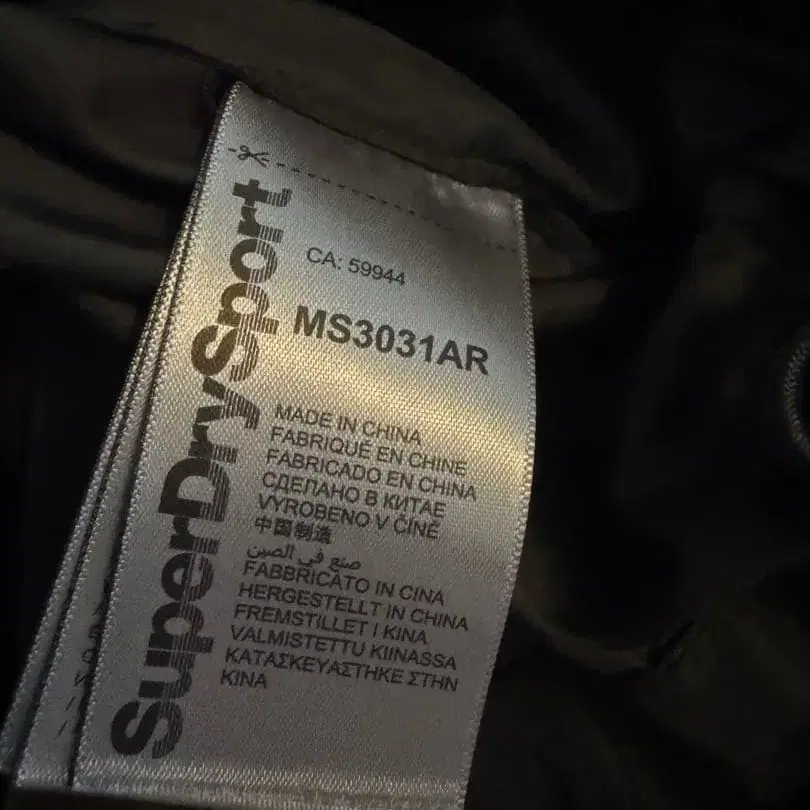 SuperDrySport
CA: 59944
MS3031AR
MADE IN CHINA
FABRIQUÉ EN CHINE
FABRICADO EN CHINA
СДЕЛАНО В КИТАЕ
VYROBENO V ČÍNĚ
中国制造
صنع في الصين
FABBRICATO IN CINA
HERGESTELLT IN CHINA
FREMSTILLET I KINA
VALMISTETTU KIINASSA
ΚΑΤΑΣΚΕΥΑΣΤΗΚΕ ΣΤΗΝ
ΚΙΝΑ